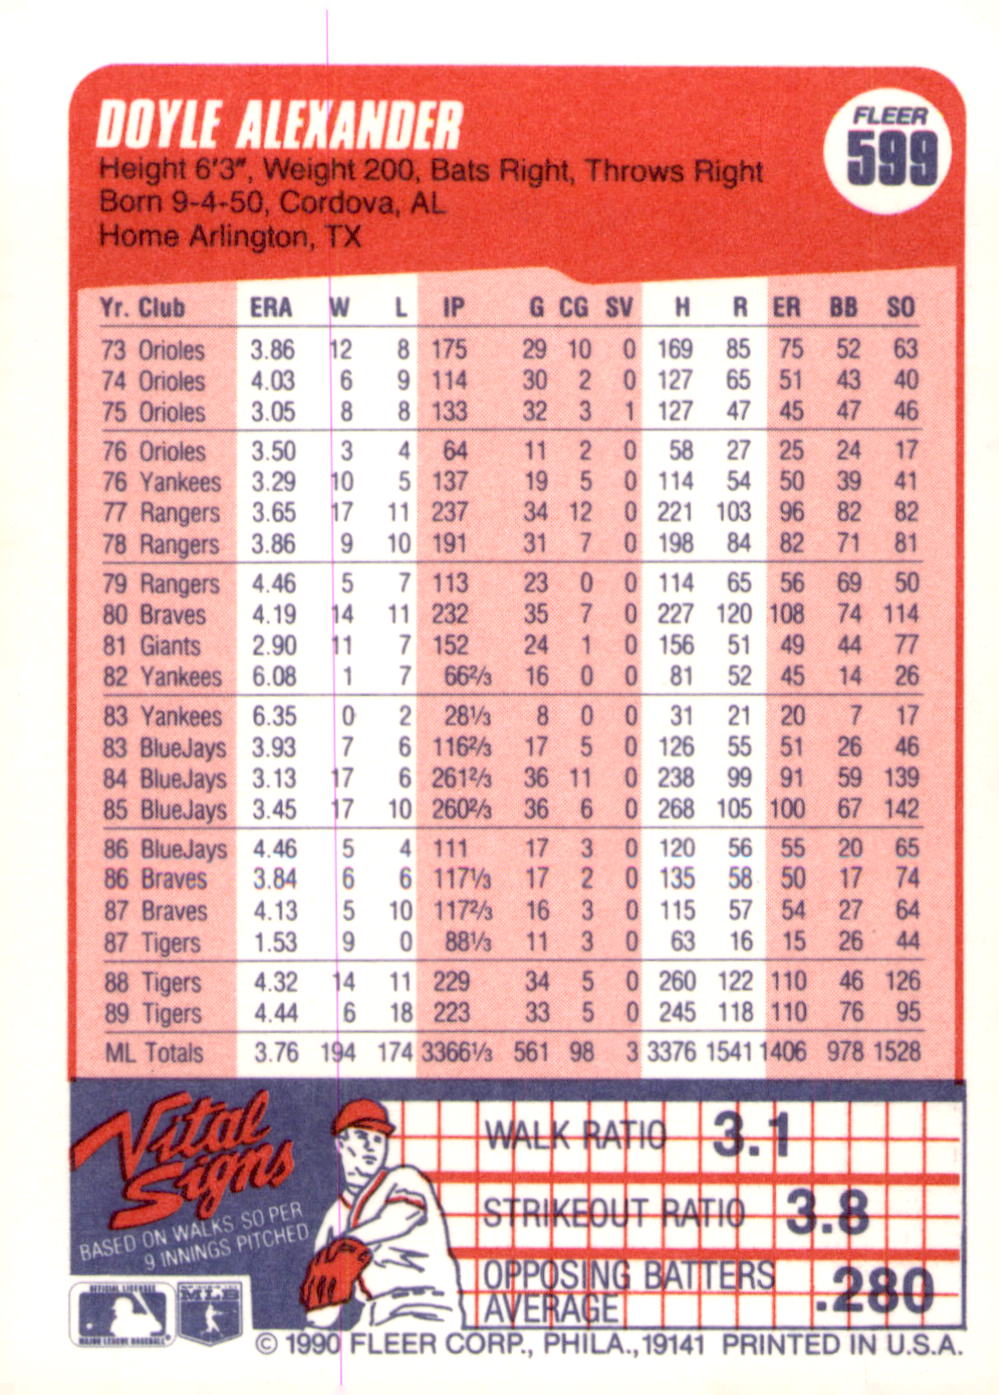 DOYLE ALEXANDER
FLEER
599
Height 6'3", Weight 200, Bats Right, Throws Right
Born 9-4-50, Cordova, AL
Home Arlington, TX
Yr. Club ERA W L IP G CG SV H R ER BB SO
73 Orioles 3.86 12 8 175 29 10 0 169 85 75 52 63
74 Orioles 4.03 6 9 114 30 2 0 127 65 51 43 40
75 Orioles 3.05 8 8 133 32 3 1 127 47 45 47 46
76 Orioles 3.50 3 4 64 11 2 0 58 27 25 24 17
76 Yankees 3.29 10 5 137 19 5 0 114 54 50 39 41
77 Rangers 3.65 17 11 237 34 12 0 221 103 96 82 82
78 Rangers 3.86 9 10 191 31 7 0 198 84 82 71 81
79 Rangers 4.46 5 7 113 23 0 0 114 65 56 69 50
80 Braves 4.19 14 11 232 35 7 0 227 120 108 74 114
81 Giants 2.90 11 7 152 24 1 0 156 51 49 44 77
82 Yankees 6.08 1 7 66⅔ 16 0 0 81 52 45 14 26
83 Yankees 6.35 0 2 28⅓ 8 0 0 31 21 20 7 17
83 BlueJays 3.93 7 6 116⅔ 17 5 0 126 55 51 26 46
84 BlueJays 3.13 17 6 261⅔ 36 11 0 238 99 91 59 139
85 BlueJays 3.45 17 10 260⅔ 36 6 0 268 105 100 67 142
86 BlueJays 4.46 5 4 111 17 3 0 120 56 55 20 65
86 Braves 3.84 6 6 117⅓ 17 2 0 135 58 50 17 74
87 Braves 4.13 5 10 117⅔ 16 3 0 115 57 54 27 64
87 Tigers 1.53 9 0 88⅓ 11 3 0 63 16 15 26 44
88 Tigers 4.32 14 11 229 34 5 0 260 122 110 46 126
89 Tigers 4.44 6 18 223 33 5 0 245 118 110 76 95
ML Totals 3.76 194 174 3366⅓ 561 98 3 3376 1541 1406 978 1528
Vital
Signs
BASED ON WALKS SO PER
9 INNINGS PITCHED
WALK RATIO 3.1
STRIKEOUT RATIO 3.8
OPPOSING BATTERS
AVERAGE .280
OFFICIAL LICENSEE
MAJOR LEAGUE BASEBALL
MLB
© 1990 FLEER CORP., PHILA., 19141 PRINTED IN U.S.A.